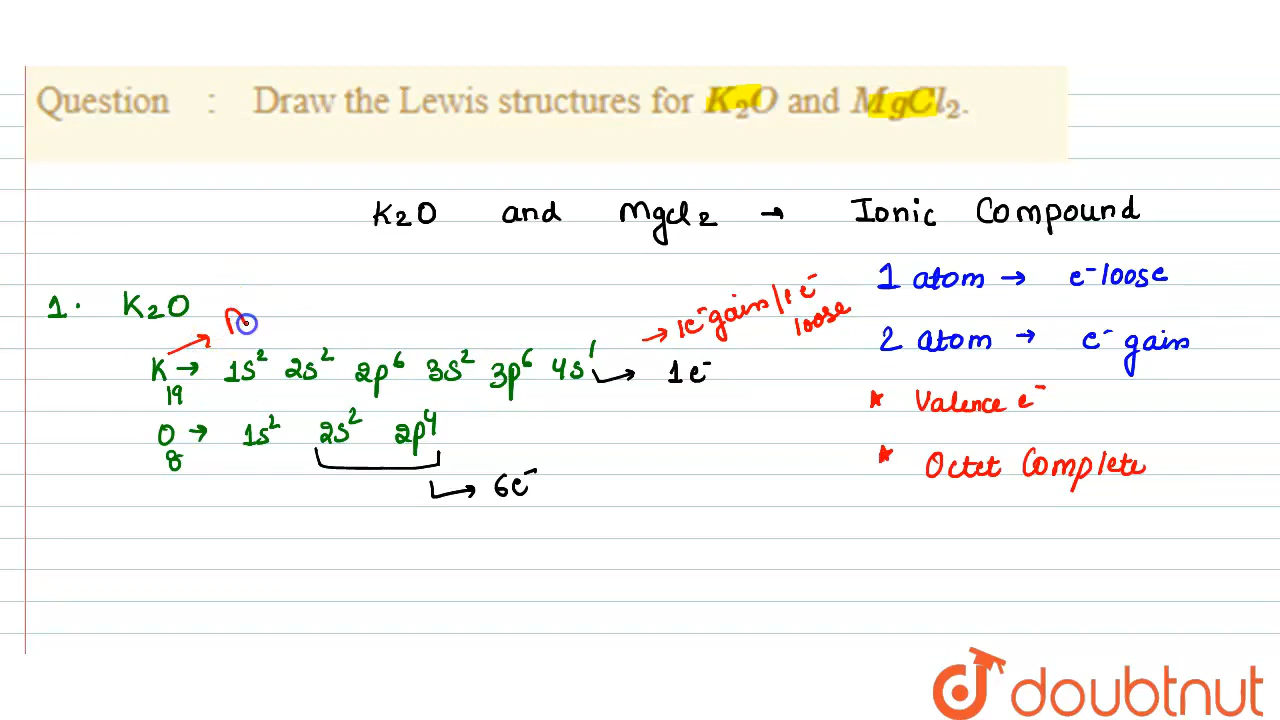 Question : Draw the Lewis structures for K₂O and MgCl₂.
K₂O and Mgcl₂ → Ionic Compound
1 atom → e⁻ loose
1. K₂O
→ 1e⁻ gains/1e⁻ loose
2 atom → e⁻ gain
K → 1s² 2s² 2p⁶ 3s² 3p⁶ 4s¹ → 1e⁻
19
* Valence e⁻
O → 1s² 2s² 2p⁴
8
* Octet Complete
→ 6e⁻
doubtnut